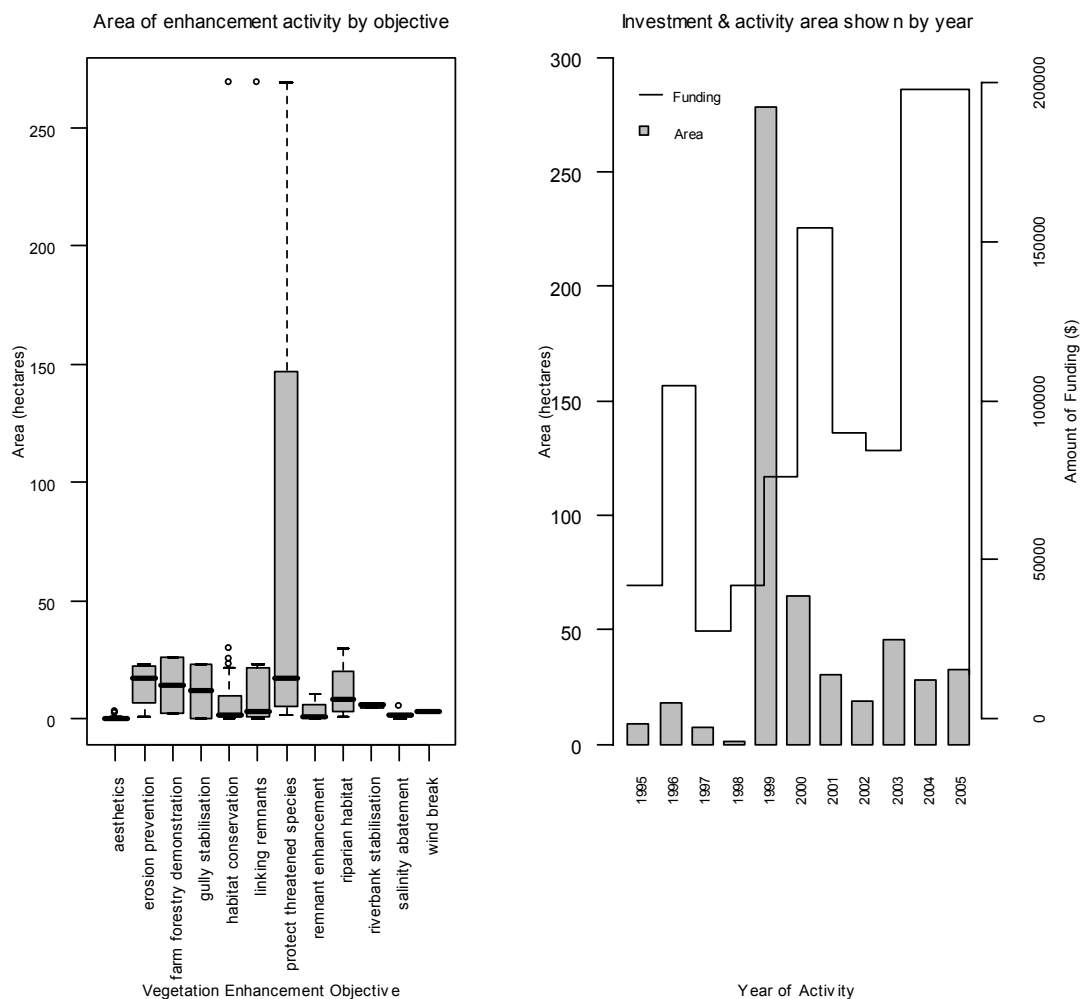 Area of enhancement activity by objective
250
200
150
100
50
0
Area (hectares)
aesthetics
erosion prevention
farm forestry demonstration
gully stabilisation
habitat conservation
linking remnants
protect threatened species
remnant enhancement
riparian habitat
riverbank stabilisation
salinity abatement
wind break
Vegetation Enhancement Objective
Investment & activity area shown by year
300
250
200
150
100
50
0
Area (hectares)
Funding
Area
200000
150000
100000
50000
0
Amount of Funding ($)
1995
1996
1997
1998
1999
2000
2001
2002
2003
2004
2005
Year of Activity